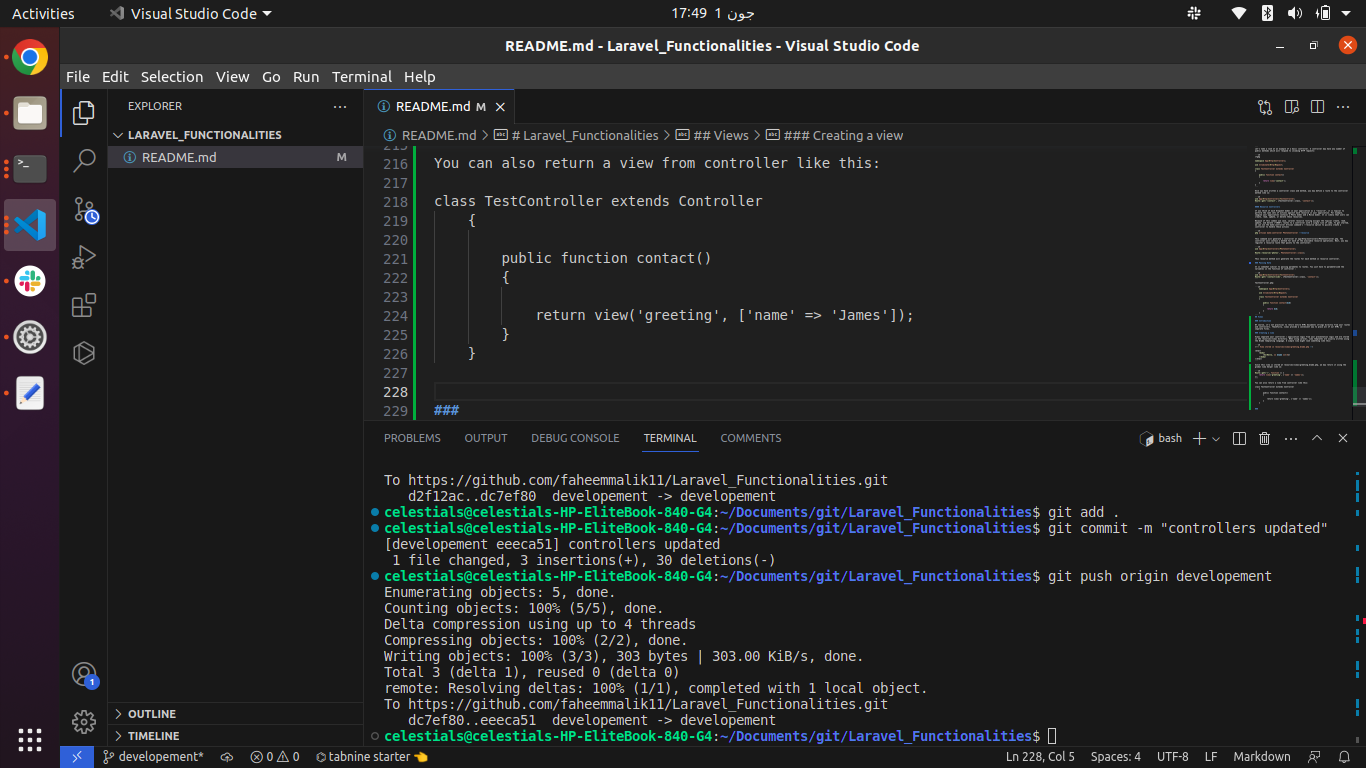 Activities
Visual Studio Code
17:49 1 جون
README.md - Laravel_Functionalities - Visual Studio Code
File Edit Selection View Go Run Terminal Help
EXPLORER
LARAVEL_FUNCTIONALITIES
README.md M
README.md M
README.md > # Laravel_Functionalities > ## Views > ### Creating a view
215
216 You can also return a view from controller like this:
217
218 class TestController extends Controller
219 {
220
221 public function contact()
222 {
223
224 return view('greeting', ['name' => 'James']);
225 }
226 }
227
228
229 ###
PROBLEMS OUTPUT DEBUG CONSOLE TERMINAL COMMENTS
bash
To https://github.com/faheemmalik11/Laravel_Functionalities.git
d2f12ac..dc7ef80 developement -> developement
celestials@celestials-HP-EliteBook-840-G4:~/Documents/git/Laravel_Functionalities$ git add .
celestials@celestials-HP-EliteBook-840-G4:~/Documents/git/Laravel_Functionalities$ git commit -m "controllers updated"
[developement eeeca51] controllers updated
1 file changed, 3 insertions(+), 30 deletions(-)
celestials@celestials-HP-EliteBook-840-G4:~/Documents/git/Laravel_Functionalities$ git push origin developement
Enumerating objects: 5, done.
Counting objects: 100% (5/5), done.
Delta compression using up to 4 threads
Compressing objects: 100% (2/2), done.
Writing objects: 100% (3/3), 303 bytes | 303.00 KiB/s, done.
Total 3 (delta 1), reused 0 (delta 0)
remote: Resolving deltas: 100% (1/1), completed with 1 local object.
To https://github.com/faheemmalik11/Laravel_Functionalities.git
dc7ef80..eeeca51 developement -> developement
celestials@celestials-HP-EliteBook-840-G4:~/Documents/git/Laravel_Functionalities$
1
OUTLINE
TIMELINE
developement* 0 0 tabnine starter 👈 Ln 228, Col 5 Spaces: 4 UTF-8 LF Markdown